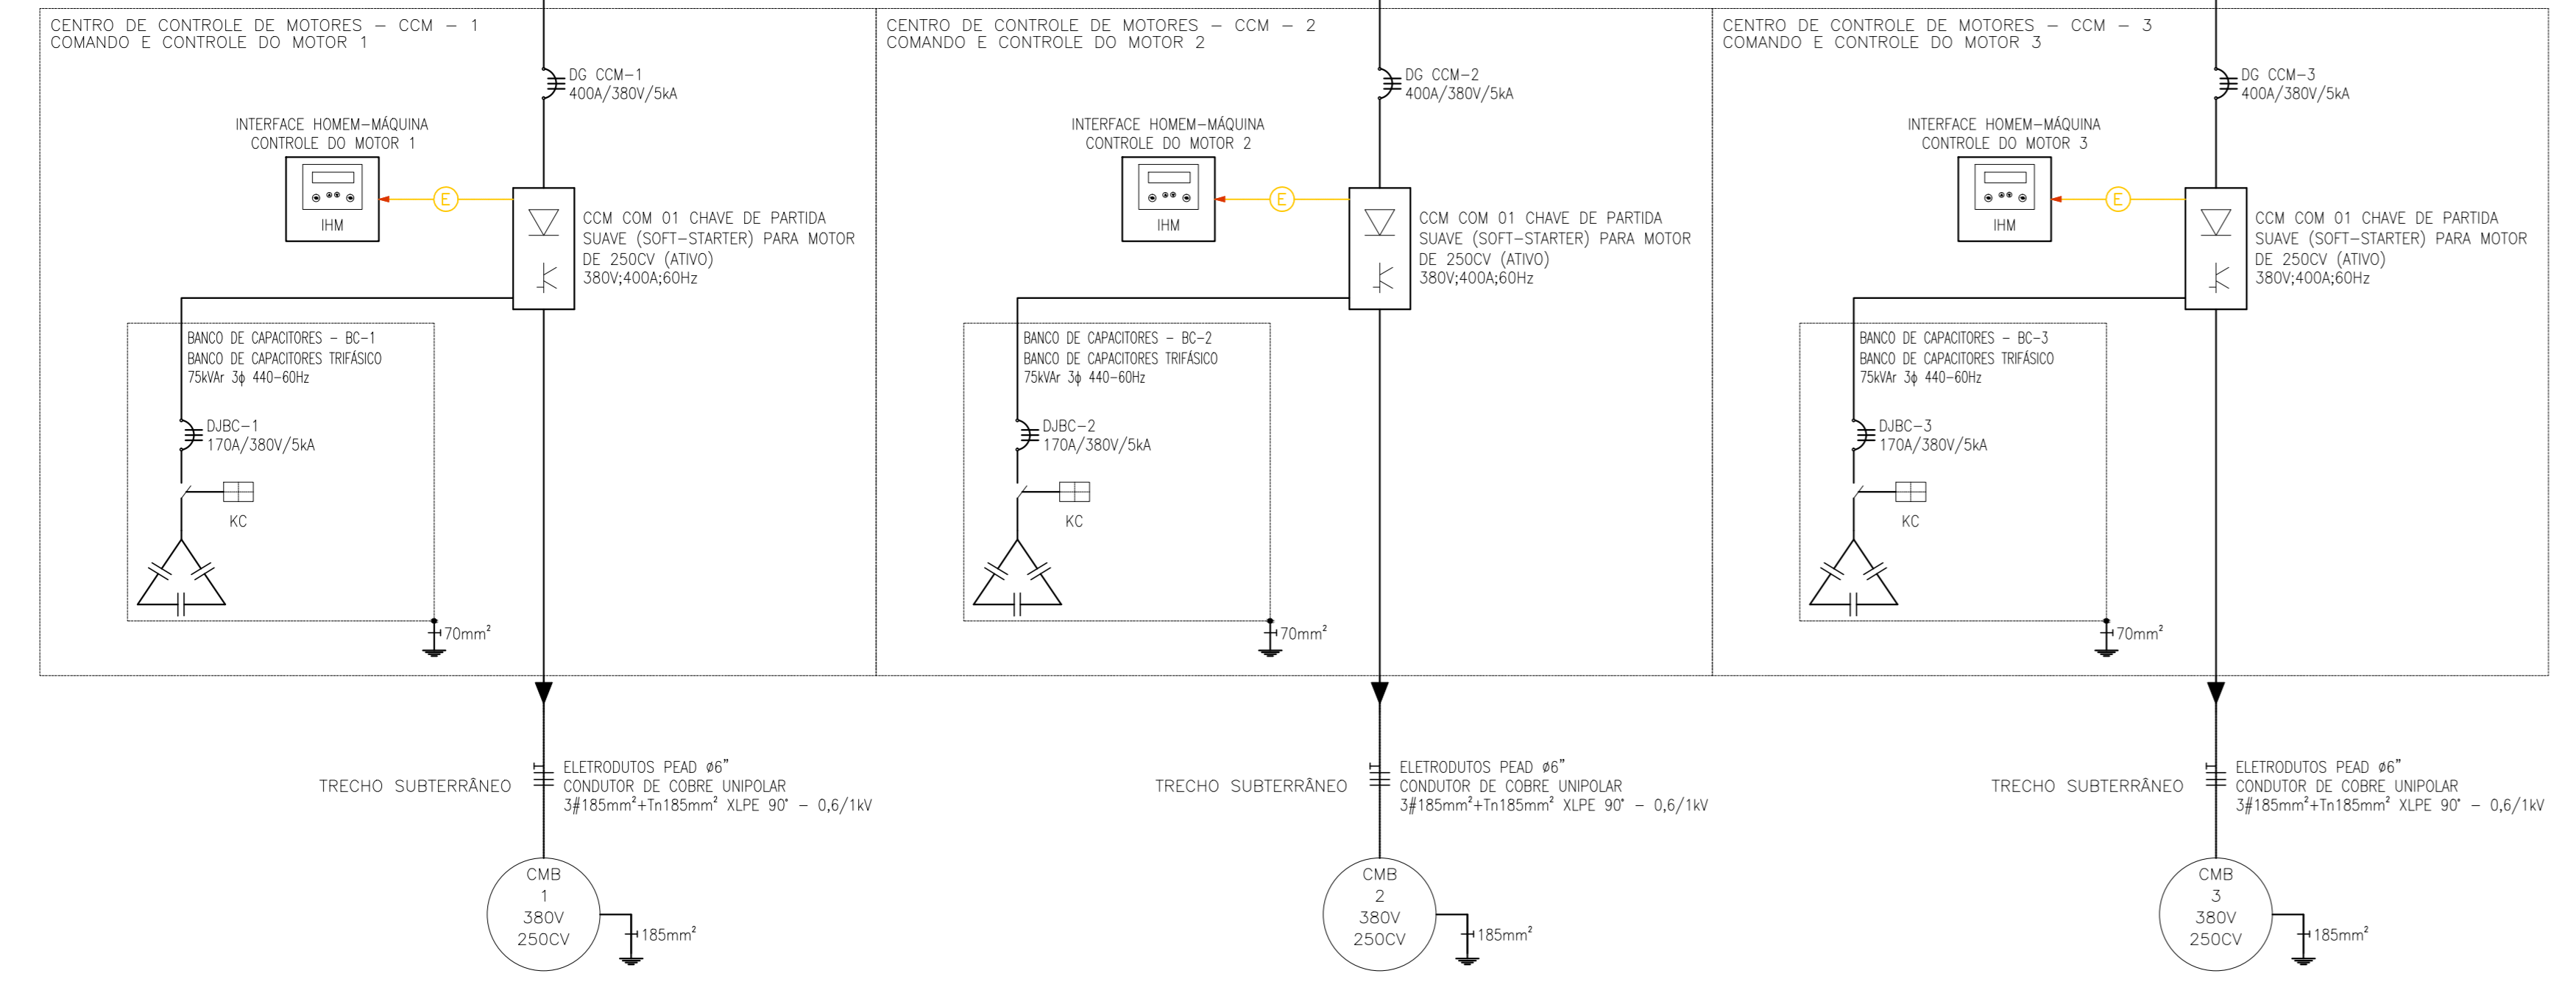 CENTRO DE CONTROLE DE MOTORES – CCM – 1
COMANDO E CONTROLE DO MOTOR 1
DG CCM–1
400A/380V/5kA
INTERFACE HOMEM–MÁQUINA
CONTROLE DO MOTOR 1
IHM
E
CCM COM 01 CHAVE DE PARTIDA
SUAVE (SOFT–STARTER) PARA MOTOR
DE 250CV (ATIVO)
380V;400A;60Hz
BANCO DE CAPACITORES – BC–1
BANCO DE CAPACITORES TRIFÁSICO
75kVAr 3ϕ 440–60Hz
DJBC–1
170A/380V/5kA
KC
70mm²
TRECHO SUBTERRÂNEO
ELETRODUTOS PEAD ø6"
CONDUTOR DE COBRE UNIPOLAR
3#185mm²+Tn185mm² XLPE 90° – 0,6/1kV
CMB
1
380V
250CV
185mm²
CENTRO DE CONTROLE DE MOTORES – CCM – 2
COMANDO E CONTROLE DO MOTOR 2
DG CCM–2
400A/380V/5kA
INTERFACE HOMEM–MÁQUINA
CONTROLE DO MOTOR 2
IHM
E
CCM COM 01 CHAVE DE PARTIDA
SUAVE (SOFT–STARTER) PARA MOTOR
DE 250CV (ATIVO)
380V;400A;60Hz
BANCO DE CAPACITORES – BC–2
BANCO DE CAPACITORES TRIFÁSICO
75kVAr 3ϕ 440–60Hz
DJBC–2
170A/380V/5kA
KC
70mm²
TRECHO SUBTERRÂNEO
ELETRODUTOS PEAD ø6"
CONDUTOR DE COBRE UNIPOLAR
3#185mm²+Tn185mm² XLPE 90° – 0,6/1kV
CMB
2
380V
250CV
185mm²
CENTRO DE CONTROLE DE MOTORES – CCM – 3
COMANDO E CONTROLE DO MOTOR 3
DG CCM–3
400A/380V/5kA
INTERFACE HOMEM–MÁQUINA
CONTROLE DO MOTOR 3
IHM
E
CCM COM 01 CHAVE DE PARTIDA
SUAVE (SOFT–STARTER) PARA MOTOR
DE 250CV (ATIVO)
380V;400A;60Hz
BANCO DE CAPACITORES – BC–3
BANCO DE CAPACITORES TRIFÁSICO
75kVAr 3ϕ 440–60Hz
DJBC–3
170A/380V/5kA
KC
70mm²
TRECHO SUBTERRÂNEO
ELETRODUTOS PEAD ø6"
CONDUTOR DE COBRE UNIPOLAR
3#185mm²+Tn185mm² XLPE 90° – 0,6/1kV
CMB
3
380V
250CV
185mm²